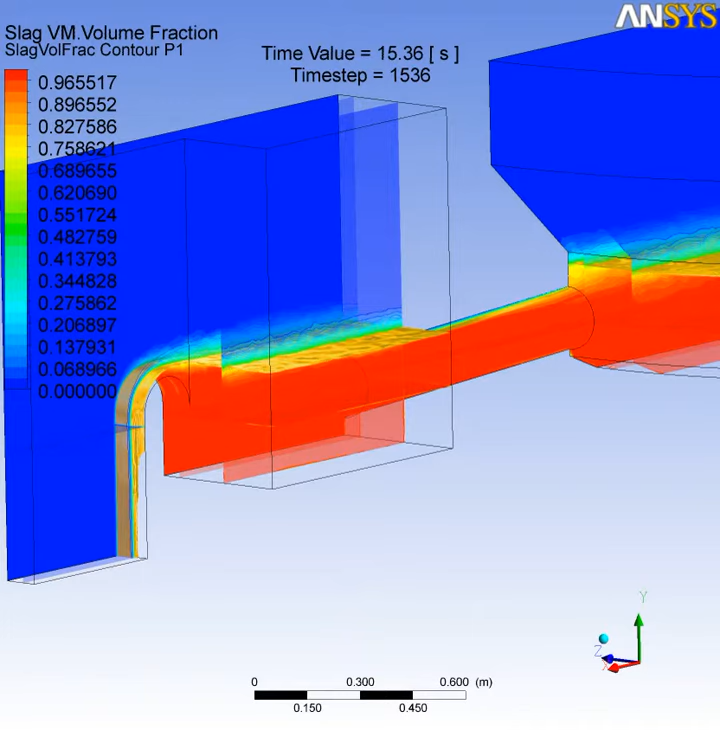 ANSYS
Slag VM.Volume Fraction
SlagVolFrac Contour P1
Time Value = 15.36 [ s ]
Timestep = 1536
0.965517
0.896552
0.827586
0.758621
0.689655
0.620690
0.551724
0.482759
0.413793
0.344828
0.275862
0.206897
0.137931
0.068966
0.000000
Y
Z
X
0 0.300 0.600 (m)
0.150 0.450